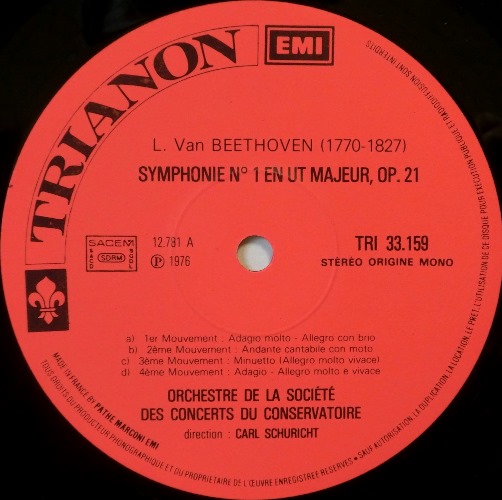 TRIANON
EMI
L. Van BEETHOVEN (1770-1827)
SYMPHONIE N° 1 EN UT MAJEUR, OP. 21
SACEM
SACD SDRM SGDL
12.781 A
Ⓟ 1976
TRI 33.159
STÉRÉO ORIGINE MONO
a) 1er Mouvement : Adagio molto - Allegro con brio
b) 2ème Mouvement : Andante cantabile con moto
c) 3ème Mouvement : Minuetto (Allegro molto vivace)
d) 4ème Mouvement : Adagio - Allegro molto e vivace
ORCHESTRE DE LA SOCIÉTÉ
DES CONCERTS DU CONSERVATOIRE
direction : CARL SCHURICHT
MADE IN FRANCE BY PATHE MARCONI EMI
TOUS DROITS DU PRODUCTEUR PHONOGRAPHIQUE ET DU PROPRIETAIRE DE L'ŒUVRE ENREGISTREE RESERVES • SAUF AUTORISATION, LA DUPLICATION, LA LOCATION, LE PRET, L'UTILISATION DE CE DISQUE POUR EXECUTION PUBLIQUE ET RADIODIFFUSION SONT INTERDITS